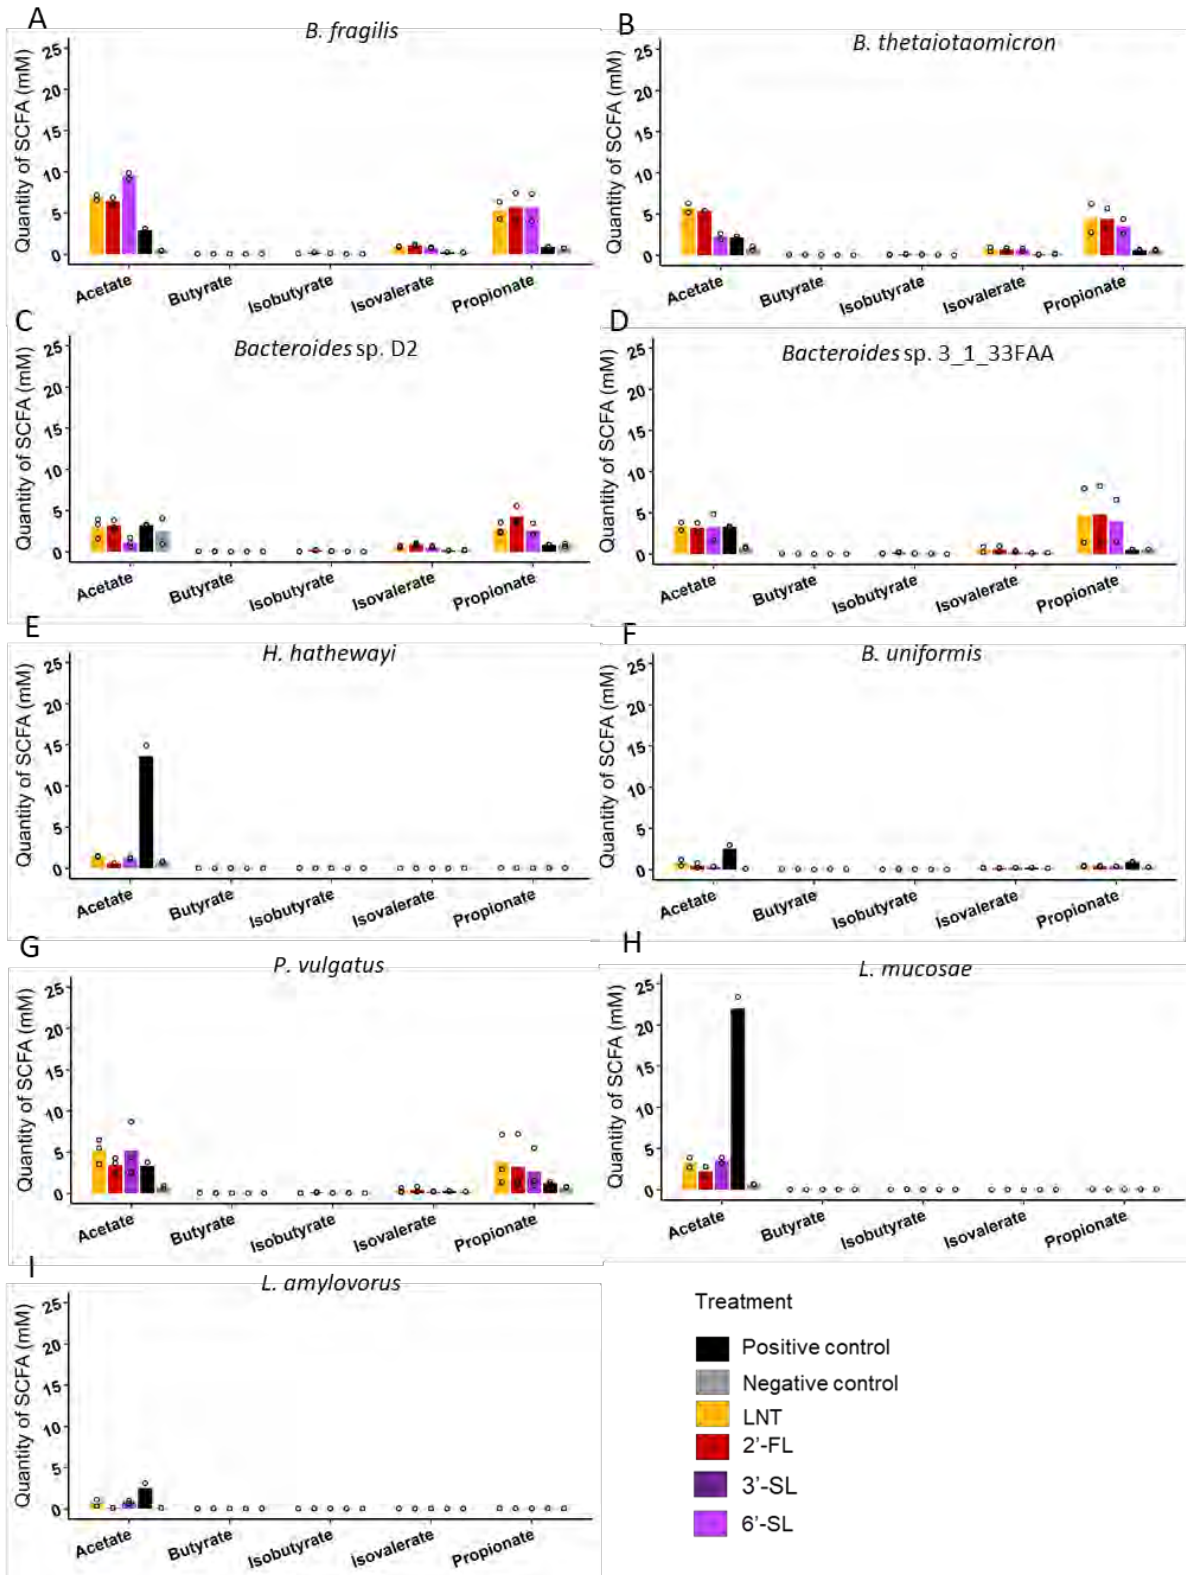 A
B. fragilis
Quantity of SCFA (mM)
25
20
15
10
5
0
Acetate
Butyrate
Isobutyrate
Isovalerate
Propionate
B
B. thetaiotaomicron
Quantity of SCFA (mM)
25
20
15
10
5
0
Acetate
Butyrate
Isobutyrate
Isovalerate
Propionate
C
Bacteroides sp. D2
Quantity of SCFA (mM)
25
20
15
10
5
0
Acetate
Butyrate
Isobutyrate
Isovalerate
Propionate
D
Bacteroides sp. 3_1_33FAA
Quantity of SCFA (mM)
25
20
15
10
5
0
Acetate
Butyrate
Isobutyrate
Isovalerate
Propionate
E
H. hathewayi
Quantity of SCFA (mM)
25
20
15
10
5
0
Acetate
Butyrate
Isobutyrate
Isovalerate
Propionate
F
B. uniformis
Quantity of SCFA (mM)
25
20
15
10
5
0
Acetate
Butyrate
Isobutyrate
Isovalerate
Propionate
G
P. vulgatus
Quantity of SCFA (mM)
25
20
15
10
5
0
Acetate
Butyrate
Isobutyrate
Isovalerate
Propionate
H
L. mucosae
Quantity of SCFA (mM)
25
20
15
10
5
0
Acetate
Butyrate
Isobutyrate
Isovalerate
Propionate
I
L. amylovorus
Quantity of SCFA (mM)
25
20
15
10
5
0
Acetate
Butyrate
Isobutyrate
Isovalerate
Propionate
Treatment
Positive control
Negative control
LNT
2'-FL
3'-SL
6'-SL